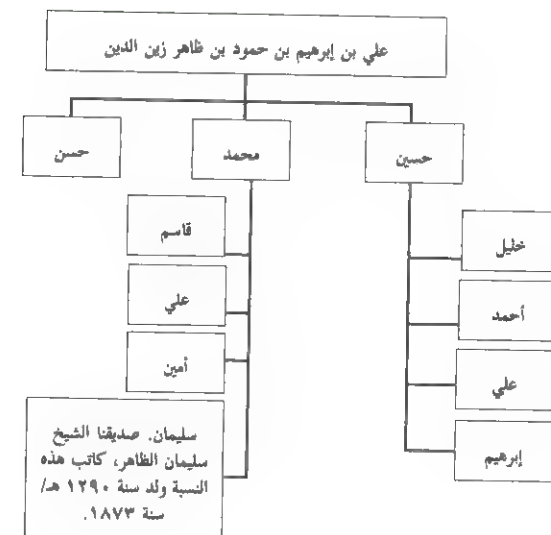 علي بن إبرهيم بن حمود بن ظاهر زين الدين
حسين
محمد
حسن
خليل
أحمد
علي
إبرهيم
قاسم
علي
أمين
سليمان. صديقنا الشيخ
سليمان الظاهر، كاتب هذه
النسبة ولد سنة ١٢٩٠ هـ/
سنة ١٨٧٣.